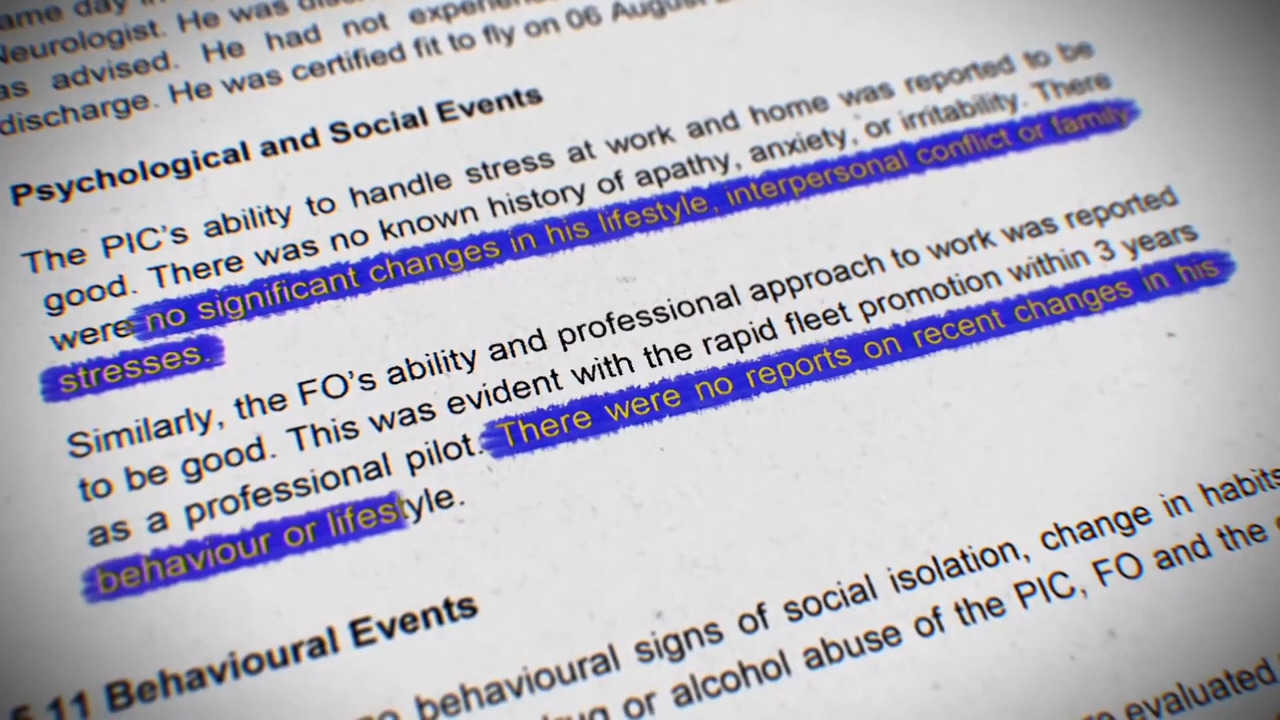 ame day in
Neurologist. He was
as advised. He had not
discharge. He was certified fit to fly on 06 August
Psychological and Social Events
The PIC's ability to handle stress at work and home was reported to be
good. There was no known history of apathy, anxiety, or irritability. There
were no significant changes in his lifestyle, interpersonal conflict or family
stresses.
Similarly, the FO's ability and professional approach to work was reported
to be good. This was evident with the rapid fleet promotion within 3 years
as a professional pilot. There were no reports on recent changes in his
behaviour or lifestyle.
11 Behavioural Events
behavioural signs of social isolation, change in habits
or alcohol abuse of the PIC, FO and the
evaluated